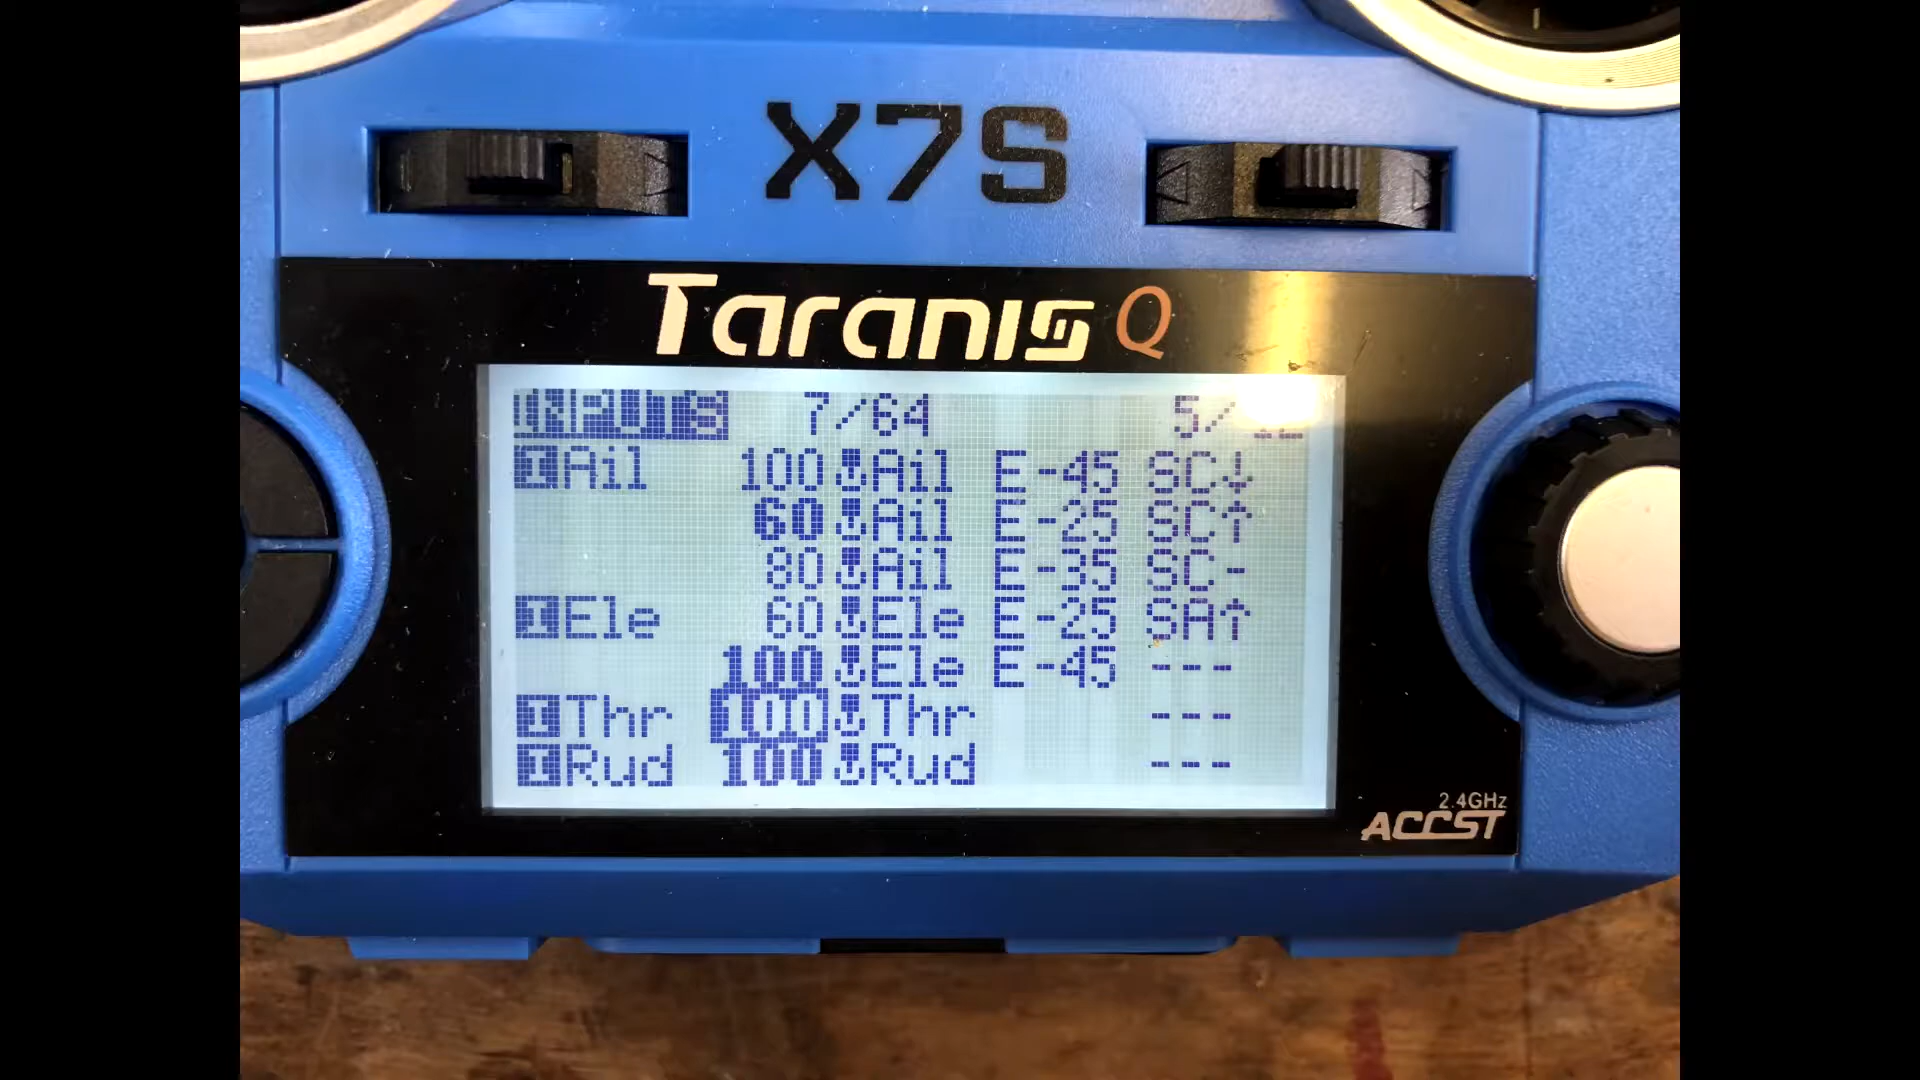 X7S
Taranis Q
INPUTS 7/64 5/
I Ail 100 Ail E-45 SC↓
60 Ail E-25 SC↑
80 Ail E-35 SC-
I Ele 60 Ele E-25 SA↑
100 Ele E-45 ---
I Thr 100 Thr ---
I Rud 100 Rud ---
2.4GHz
ACCST